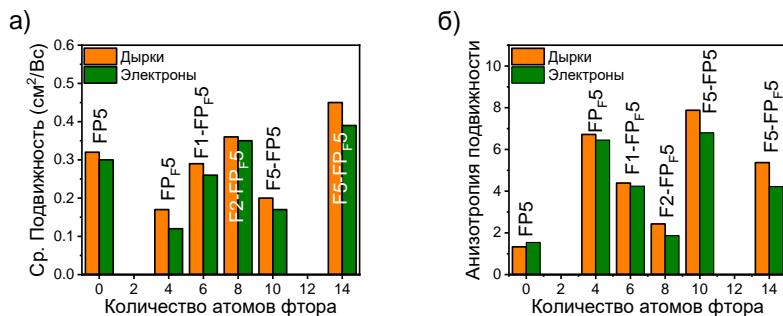 а)
Ср. Подвижность (см²/Вс)
0.6
0.5
0.4
0.3
0.2
0.1
0.0
Дырки
Электроны
FP5
FP_F5
F1-FP_F5
F2-FP_F5
F5-FP5
F5-FP_F5
0 2 4 6 8 10 12 14
Количество атомов фтора
б)
Анизотропия подвижности
10
8
6
4
2
0
Дырки
Электроны
FP5
FP_F5
F1-FP_F5
F2-FP_F5
F5-FP5
F5-FP_F5
0 2 4 6 8 10 12 14
Количество атомов фтора